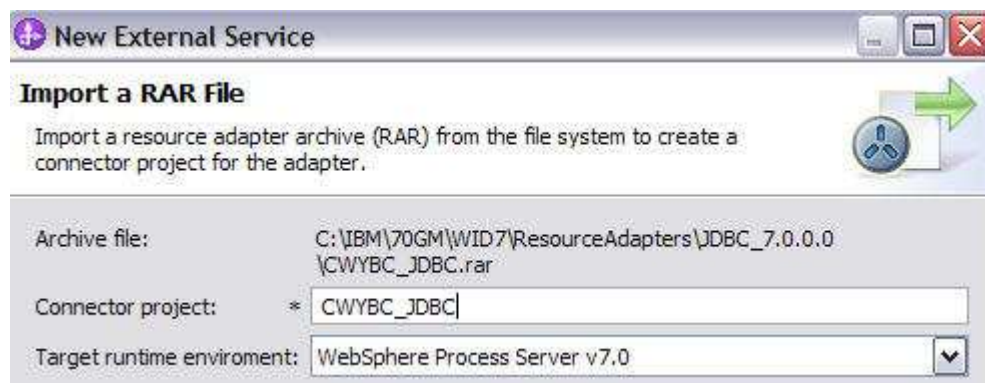 New External Service
Import a RAR File
Import a resource adapter archive (RAR) from the file system to create a
connector project for the adapter.
Archive file: C:\IBM\70GM\WID7\ResourceAdapters\JDBC_7.0.0.0
\CWYBC_JDBC.rar
Connector project: * CWYBC_JDBC
Target runtime enviroment: WebSphere Process Server v7.0